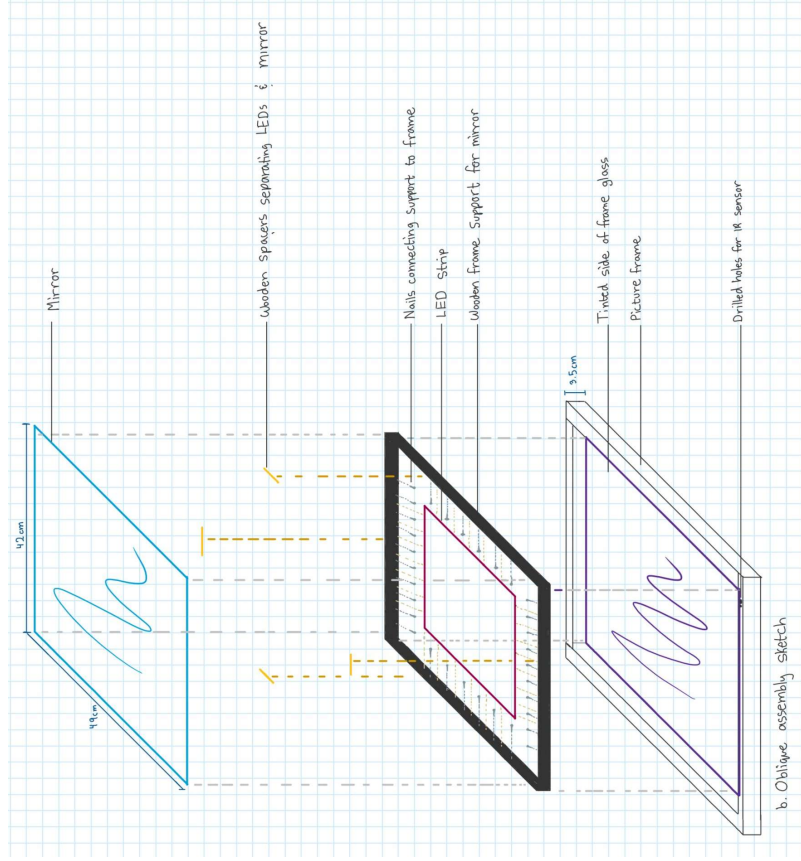 42cm
49cm
Mirror
Wooden spacers separating LEDs & mirror
Nails connecting support to frame
LED Strip
Wooden frame Support for mirror
3.5cm
Tinted side of frame glass
Picture frame
Drilled holes for IR sensor
b. Oblique assembly sketch